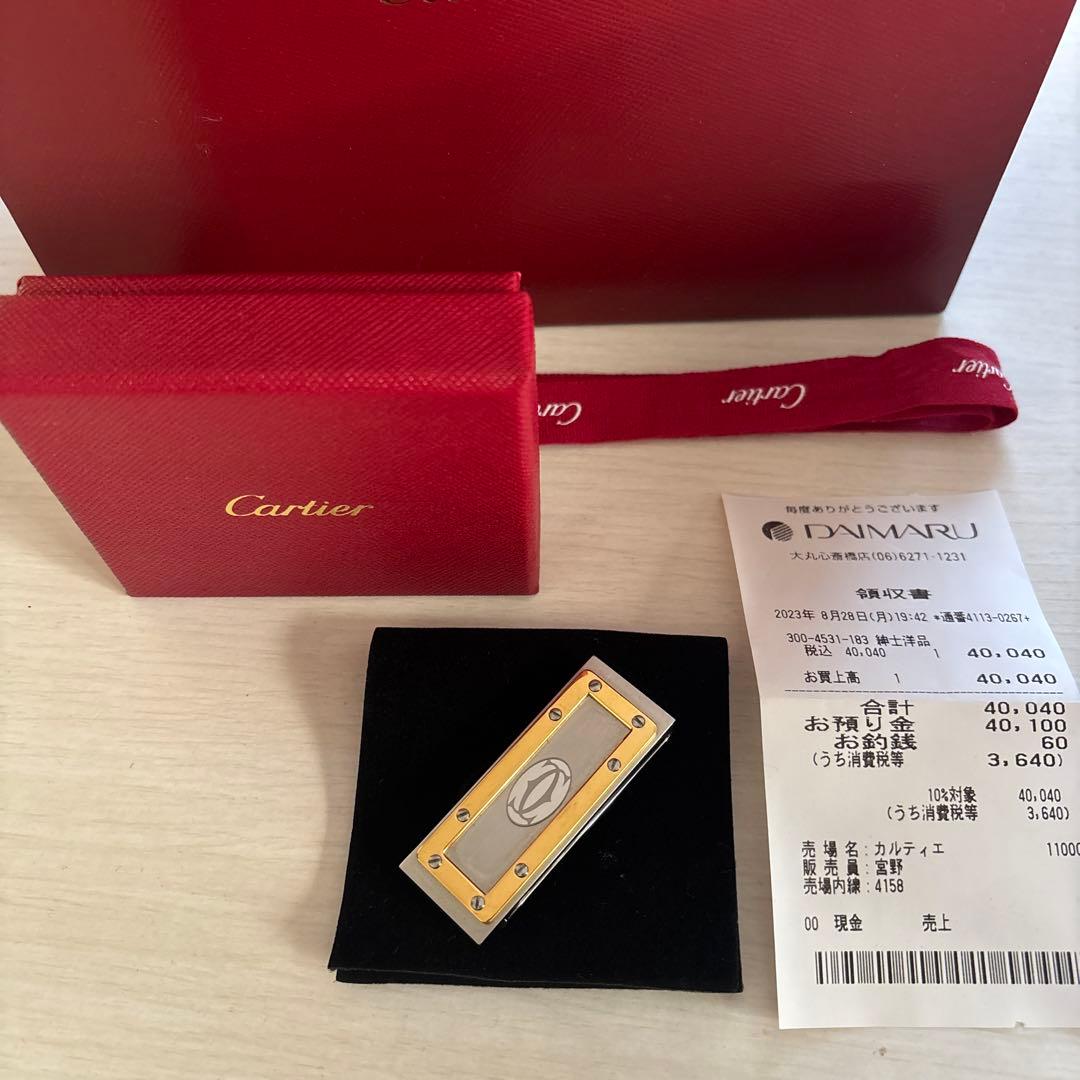 Cartier
Cartier
Cartier
Cartier
毎度ありがとうございます
DAIMARU
大丸心斎橋店(06)6271-1231
領収書
2023年 8月28日(月)19:42 *通番4113-0267+
300-4531-183 紳士洋品
税込 40,040 1 40,040
お買上高 1 40,040
合計 40,040
お預り金 40,100
お釣銭 60
(うち消費税等 3,640)
10%対象 40,040
(うち消費税等 3,640)
売 場 名:カルティエ 11000
販 売 員:宮野
売場内線:4158
00 現金 売上